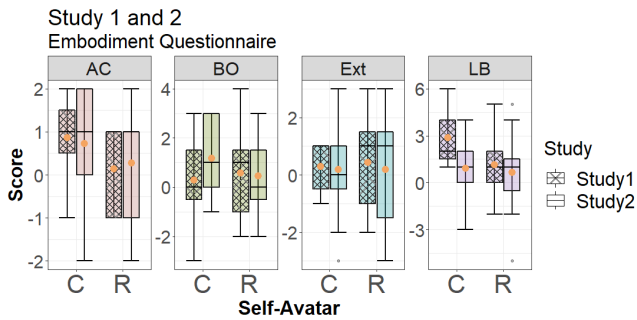 Study 1 and 2
Embodiment Questionnaire
AC BO Ext LB
2
1
0
-1
-2
4
2
0
-2
2
0
-2
6
3
0
-3
Score
C R C R C R C R
Self-Avatar
Study
Study1
Study2